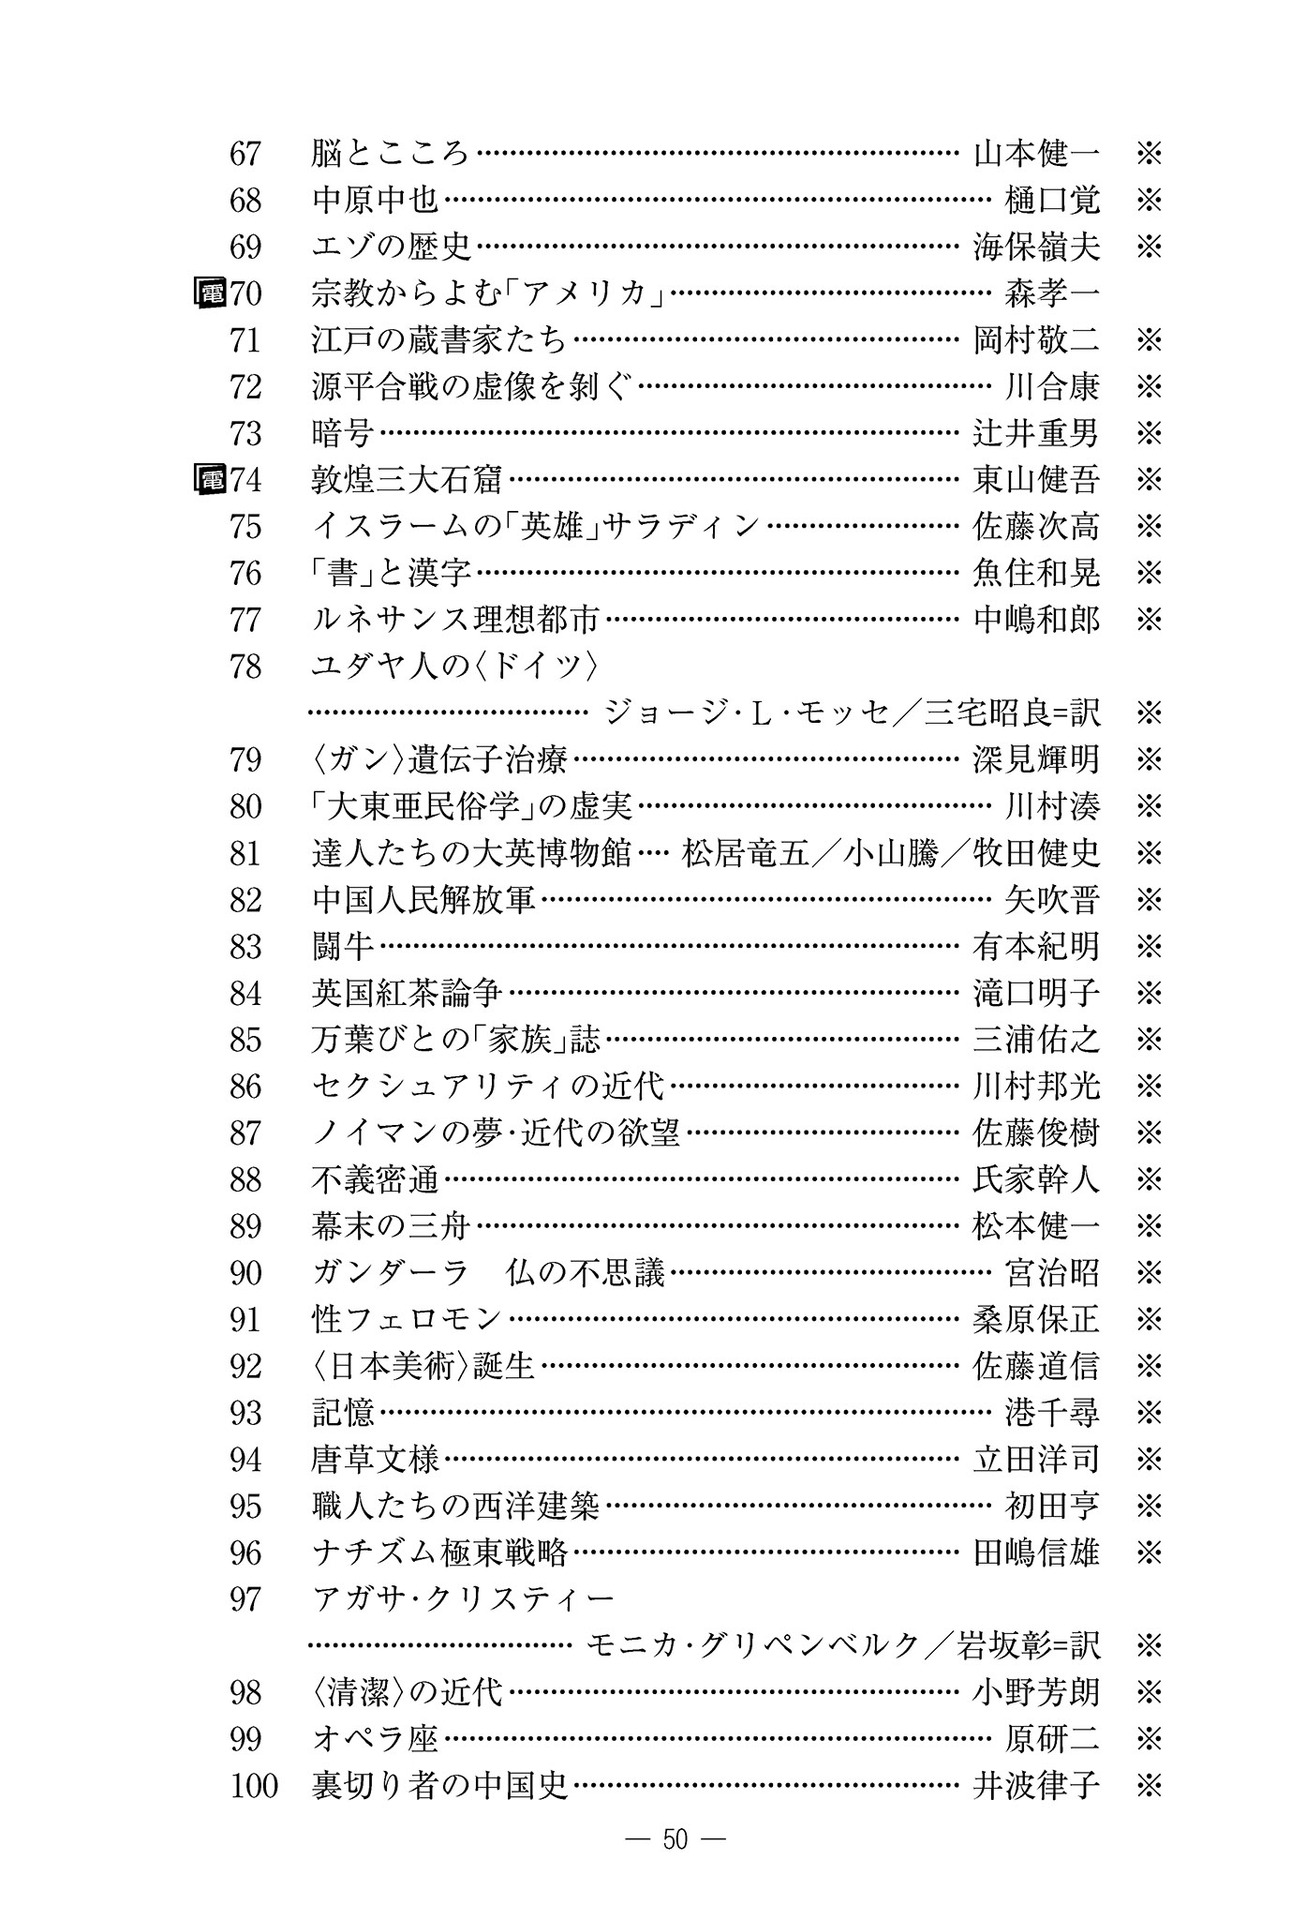 67 脳とこころ………………………………………………… 山本健一 ※
68 中原中也……………………………………………………… 樋口覚 ※
69 エゾの歴史………………………………………………… 海保嶺夫 ※
電70 宗教からよむ「アメリカ」……………………………… 森孝一
71 江戸の蔵書家たち……………………………………… 岡村敬二 ※
72 源平合戦の虚像を剝ぐ………………………………… 川合康 ※
73 暗号………………………………………………………… 辻井重男 ※
電74 敦煌三大石窟…………………………………………… 東山健吾 ※
75 イスラームの「英雄」サラディン………………… 佐藤次高 ※
76 「書」と漢字……………………………………………… 魚住和晃 ※
77 ルネサンス理想都市…………………………………… 中嶋和郎 ※
78 ユダヤ人の〈ドイツ〉
……………………………… ジョージ・L・モッセ／三宅昭良=訳 ※
79 〈ガン〉遺伝子治療……………………………………… 深見輝明 ※
80 「大東亜民俗学」の虚実………………………………… 川村湊 ※
81 達人たちの大英博物館…. 松居竜五／小山騰／牧田健史 ※
82 中国人民解放軍……………………………………………… 矢吹晋 ※
83 闘牛………………………………………………………… 有本紀明 ※
84 英国紅茶論争……………………………………………… 滝口明子 ※
85 万葉びとの「家族」誌…………………………………… 三浦佑之 ※
86 セクシュアリティの近代……………………………… 川村邦光 ※
87 ノイマンの夢・近代の欲望…………………………… 佐藤俊樹 ※
88 不義密通…………………………………………………… 氏家幹人 ※
89 幕末の三舟………………………………………………… 松本健一 ※
90 ガンダーラ　仏の不思議………………………………… 宮治昭 ※
91 性フェロモン……………………………………………… 桑原保正 ※
92 〈日本美術〉誕生………………………………………… 佐藤道信 ※
93 記憶…………………………………………………………… 港千尋 ※
94 唐草文様…………………………………………………… 立田洋司 ※
95 職人たちの西洋建築……………………………………… 初田亨 ※
96 ナチズム極東戦略……………………………………… 田嶋信雄 ※
97 アガサ・クリスティー
………………………… モニカ・グリペンベルク／岩坂彰=訳 ※
98 〈清潔〉の近代…………………………………………… 小野芳朗 ※
99 オペラ座……………………………………………………… 原研二 ※
100 裏切り者の中国史……………………………………… 井波律子 ※
― 50 ―